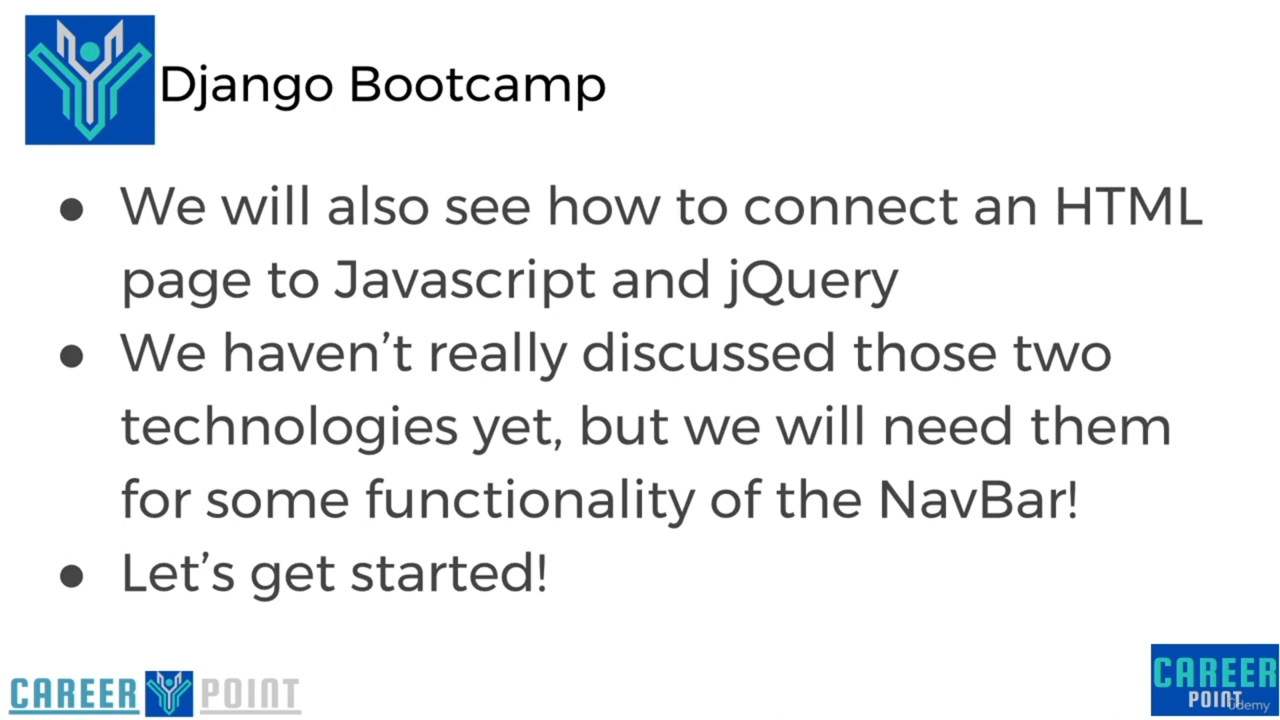 Django Bootcamp
● We will also see how to connect an HTML
page to Javascript and jQuery
● We haven't really discussed those two
technologies yet, but we will need them
for some functionality of the NavBar!
● Let's get started!
CAREER POINT
CAREER
POINT
ûdemy